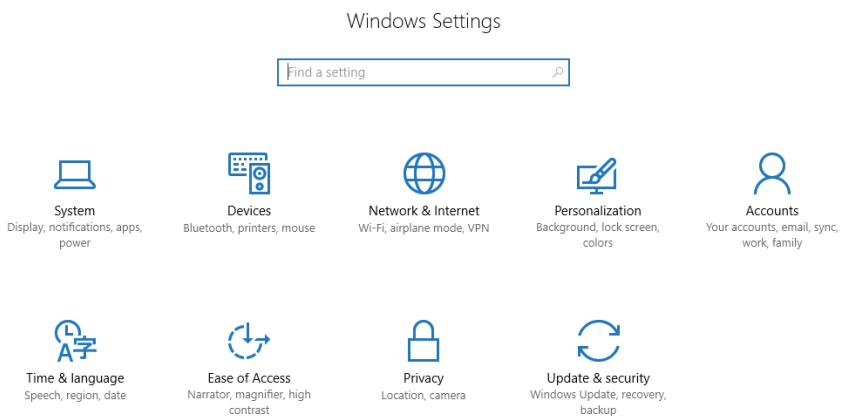 Windows Settings
Find a setting
System
Display, notifications, apps,
power
Devices
Bluetooth, printers, mouse
Network & Internet
Wi-Fi, airplane mode, VPN
Personalization
Background, lock screen,
colors
Accounts
Your accounts, email, sync,
work, family
A字
Time & language
Speech, region, date
Ease of Access
Narrator, magnifier, high
contrast
Privacy
Location, camera
Update & security
Windows Update, recovery,
backup